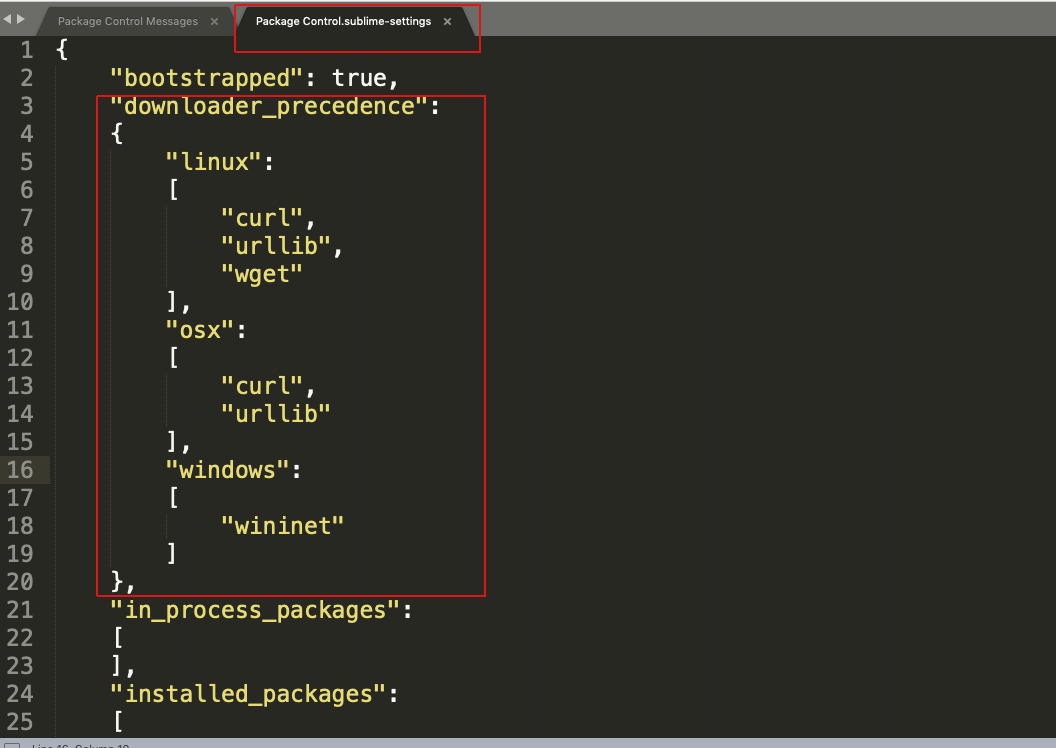 Package Control Messages ×
Package Control.sublime-settings ×
1 {
2 "bootstrapped": true,
3 "downloader_precedence":
4 {
5 "linux":
6 [
7 "curl",
8 "urllib",
9 "wget"
10 ],
11 "osx":
12 [
13 "curl",
14 "urllib"
15 ],
16 "windows":
17 [
18 "wininet"
19 ]
20 },
21 "in_process_packages":
22 [
23 ],
24 "installed_packages":
25 [
Line 16, Column 19